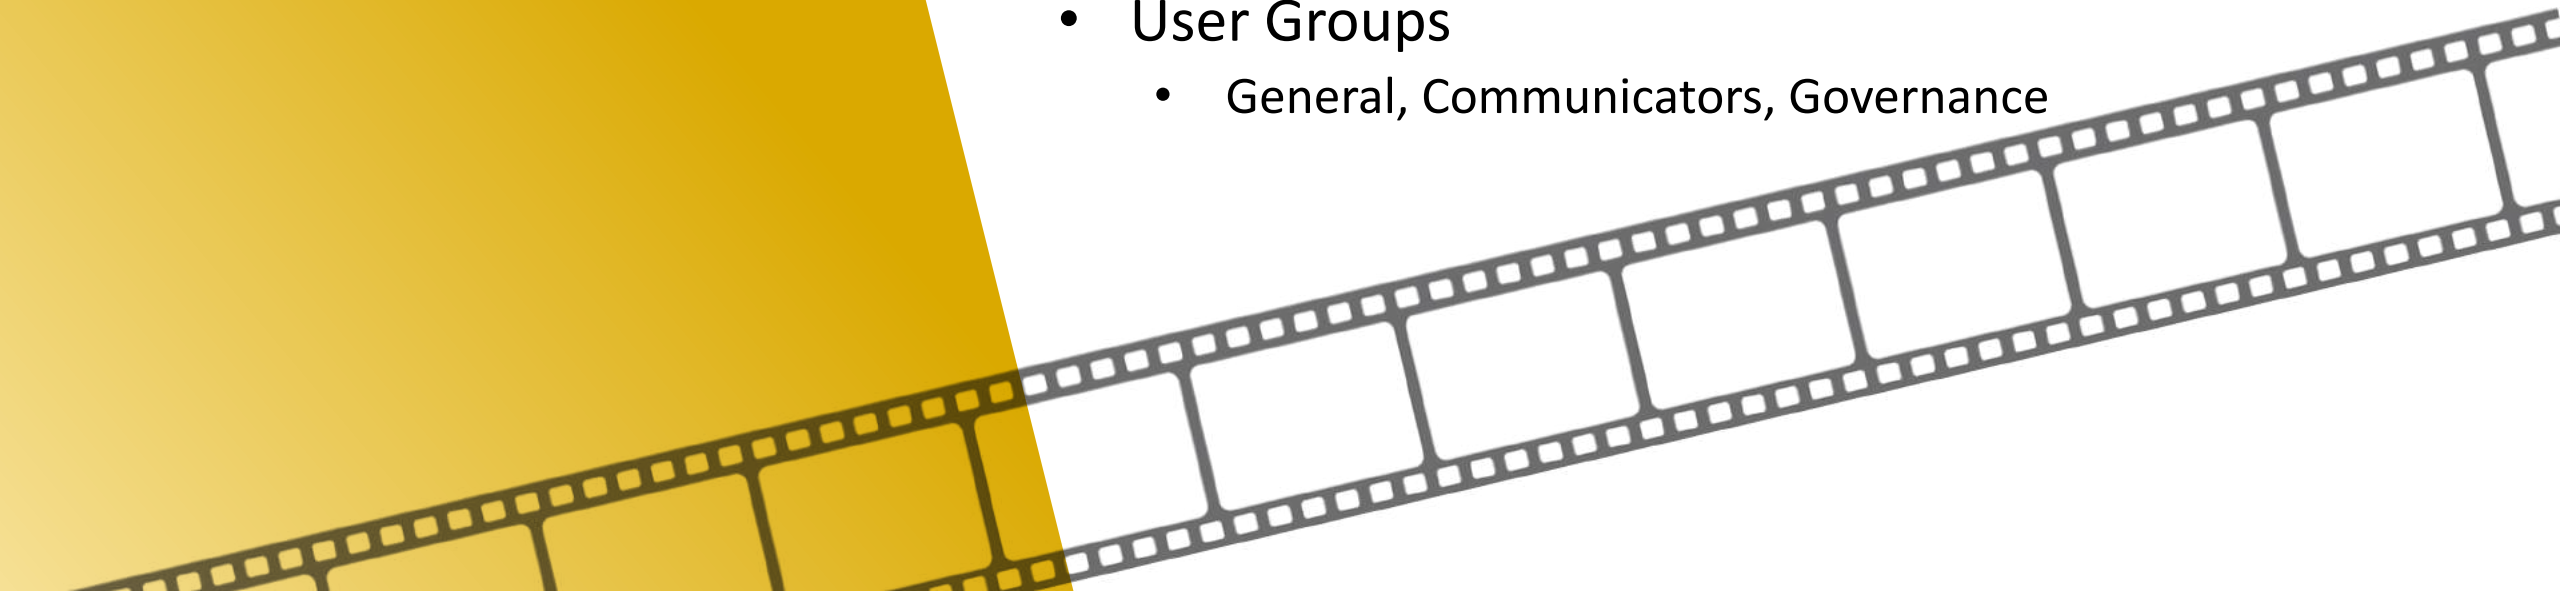 • User Groups
• General, Communicators, Governance